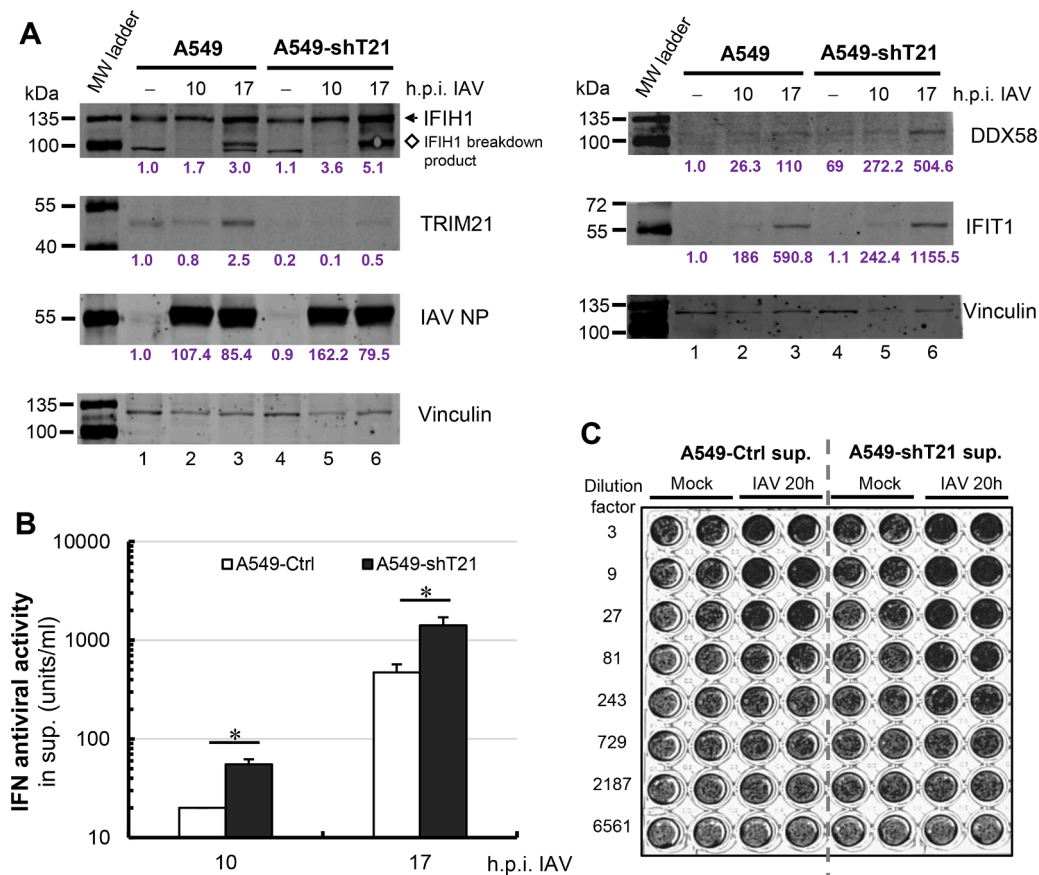 A
MW ladder
A549
A549-shT21
kDa
–
10
17
–
10
17
h.p.i. IAV
135
IFIH1
100
IFIH1 breakdown
product
1.0
1.7
3.0
1.1
3.6
5.1
55
TRIM21
40
1.0
0.8
2.5
0.2
0.1
0.5
55
IAV NP
1.0
107.4
85.4
0.9
162.2
79.5
135
Vinculin
100
1
2
3
4
5
6
MW ladder
A549
A549-shT21
kDa
–
10
17
–
10
17
h.p.i. IAV
135
DDX58
100
1.0
26.3
110
69
272.2
504.6
72
IFIT1
55
1.0
186
590.8
1.1
242.4
1155.5
135
Vinculin
100
1
2
3
4
5
6
B
IFN antiviral activity
in sup. (units/ml)
10000
1000
100
10
A549-Ctrl
A549-shT21
*
*
10
17
h.p.i. IAV
C
A549-Ctrl sup.
A549-shT21 sup.
Dilution
factor
Mock
IAV 20h
Mock
IAV 20h
3
9
27
81
243
729
2187
6561